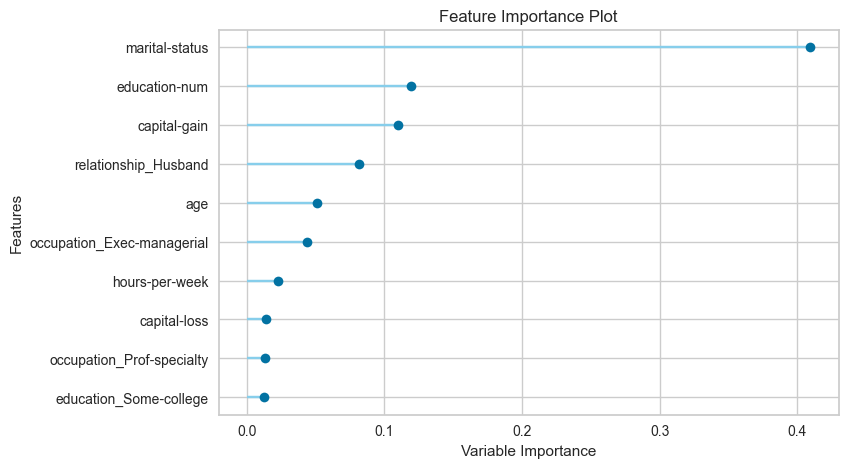 Feature Importance Plot
marital-status
education-num
capital-gain
relationship_Husband
age
occupation_Exec-managerial
hours-per-week
capital-loss
occupation_Prof-specialty
education_Some-college
Features
0.0
0.1
0.2
0.3
0.4
Variable Importance